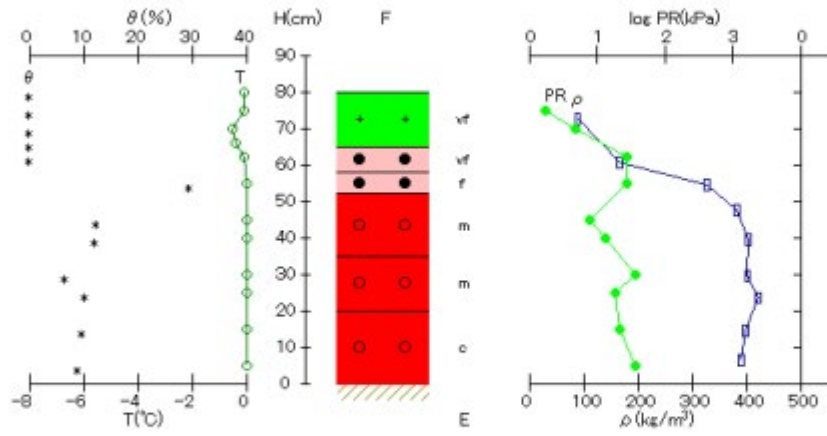 θ(%) H(cm) F log PR(kPa)
0 10 20 30 40 0 1 2 3 0
90
θ T 80 PR ρ
70 vf
60 vf
50 f
40 m
30 m
20
10 c
-8 -6 -4 -2 0 0 0 100 200 300 400 500
T(℃) E ρ(kg/m³)